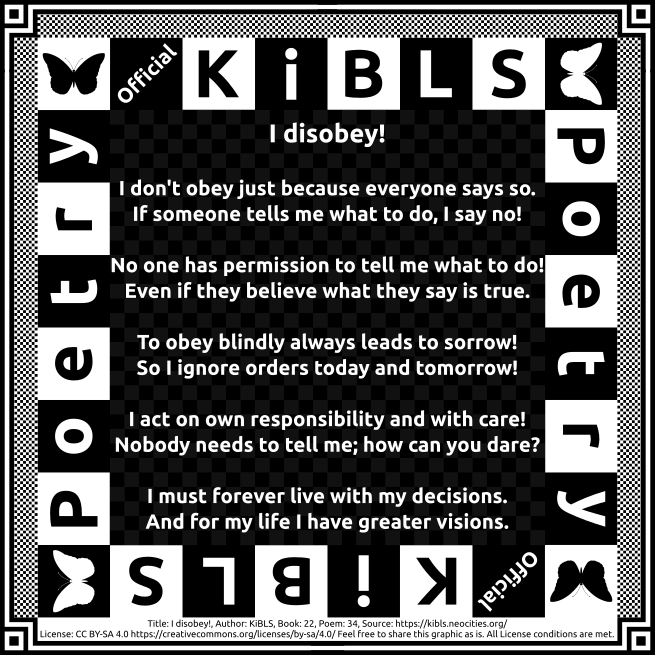 Official KiBLS
Poetry
Poetry
I disobey!
I don't obey just because everyone says so.
If someone tells me what to do, I say no!
No one has permission to tell me what to do!
Even if they believe what they say is true.
To obey blindly always leads to sorrow!
So I ignore orders today and tomorrow!
I act on own responsibility and with care!
Nobody needs to tell me; how can you dare?
I must forever live with my decisions.
And for my life I have greater visions.
Official KiBLS
Title: I disobey!, Author: KiBLS, Book: 22, Poem: 34, Source: https://kibls.neocities.org/
License: CC BY-SA 4.0 https://creativecommons.org/licenses/by-sa/4.0/ Feel free to share this graphic as is. All License conditions are met.